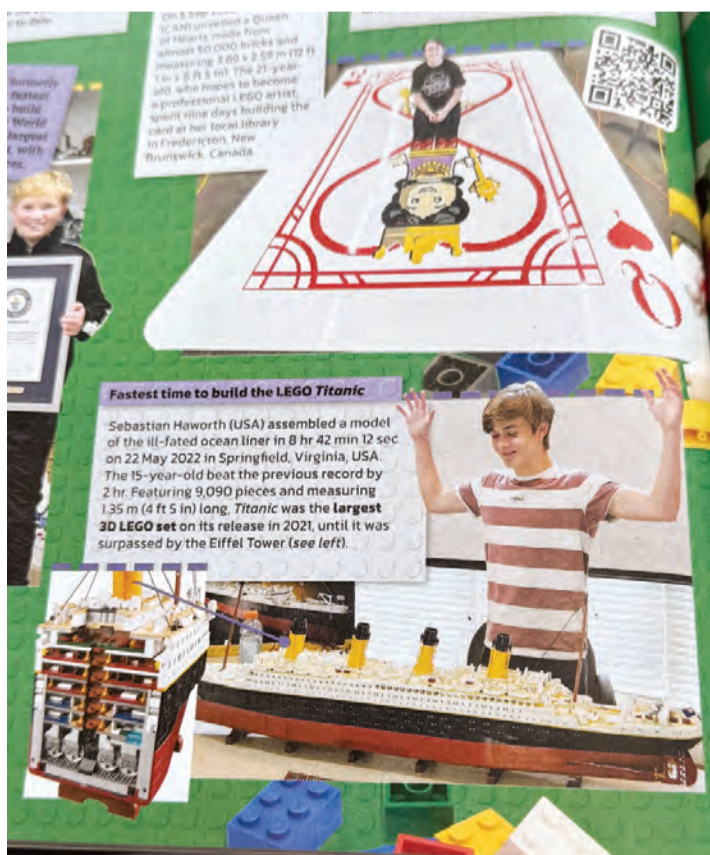 On 5 Sep
(CAN) unveiled a Queen
of Hearts made from
almost 50,000 bricks and
measuring 3.69 x 2.58 m (12 ft
1 in x 8 ft 5 in). The 21-year-
old, who hopes to become
a professional LEGO artist,
spent nine days building the
card at her local library
in Fredericton, New
Brunswick, Canada.
formerly
fastest
build
World
largest
with
Q
Fastest time to build the LEGO Titanic
Sebastian Haworth (USA) assembled a model
of the ill-fated ocean liner in 8 hr 42 min 12 sec
on 22 May 2022 in Springfield, Virginia, USA.
The 15-year-old beat the previous record by
2 hr. Featuring 9,090 pieces and measuring
1.35 m (4 ft 5 in) long, Titanic was the largest
3D LEGO set on its release in 2021, until it was
surpassed by the Eiffel Tower (see left).